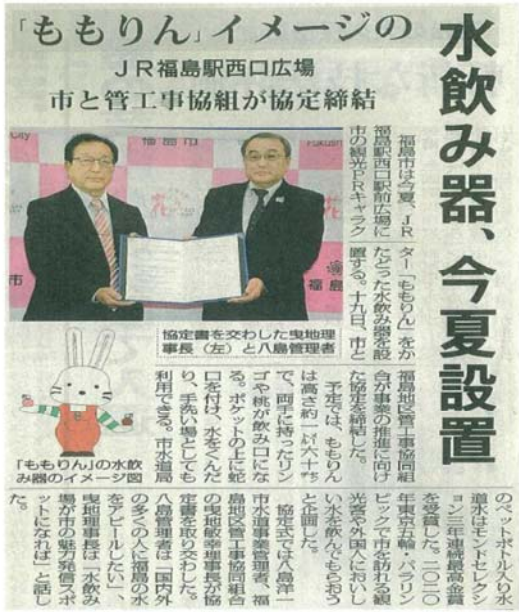 「ももりん」イメージの
水飲み器、今夏設置
ＪＲ福島駅西口広場
市と管工事協組が協定締結
福島市は今夏、ＪＲ
福島駅西口駅前広場に
市の観光ＰＲキャラク
ター「ももりん」をか
たどった水飲み器を設
置する。十九日、市と
福島地区管工事協同組
合が事業の推進に向け
た協定を締結した。
予定では、ももりん
は高さ約一㍍六十㌢
で、両手に持ったリン
ゴや桃が飲み口にな
る。ポケットの上に蛇
口を付け、水をくんだ
り、手洗い場としても
利用できる。市水道局
のペットボトル入り水
道水はモンドセレクシ
ョン三年連続最高金賞
を受賞した。二〇二〇
年東京五輪・パラリン
ピックで市を訪れる観
光客や外国人においし
い水を飲んでもらおう
と企画した。
協定式では八島洋一
市水道事業管理者、福
島地区管工事協同組合
の曳地敏孝理事長が協
定書を取り交わした。
八島管理者は「国内外
の多くの人に福島の水
をアピールしたい」、
曳地理事長は「水飲み
場が市の魅力発信スポ
ットになれば」と話し
た。
協定書を交わした曳地理
事長（左）と八島管理者
「ももりん」の水飲
み器のイメージ図
City
福島市
Fukush
市
福島